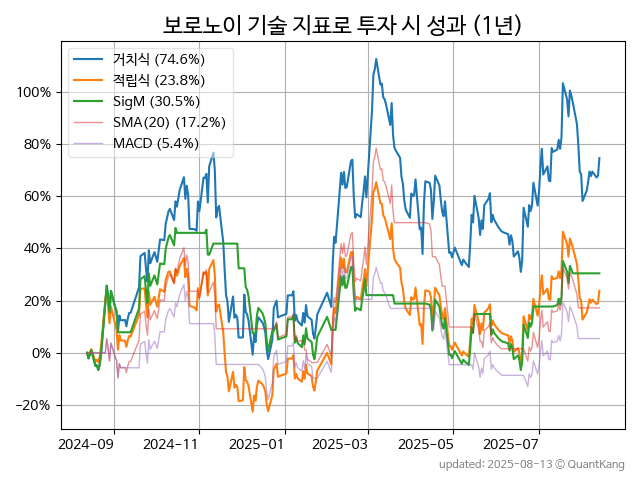 보로노이 기술 지표로 투자 시 성과 (1년)
거치식 (74.6%)
적립식 (23.8%)
SigM (30.5%)
SMA(20) (17.2%)
MACD (5.4%)
100%
80%
60%
40%
20%
0%
−20%
2024-09
2024-11
2025-01
2025-03
2025-05
2025-07
updated: 2025-08-13 ⓒ QuantKang